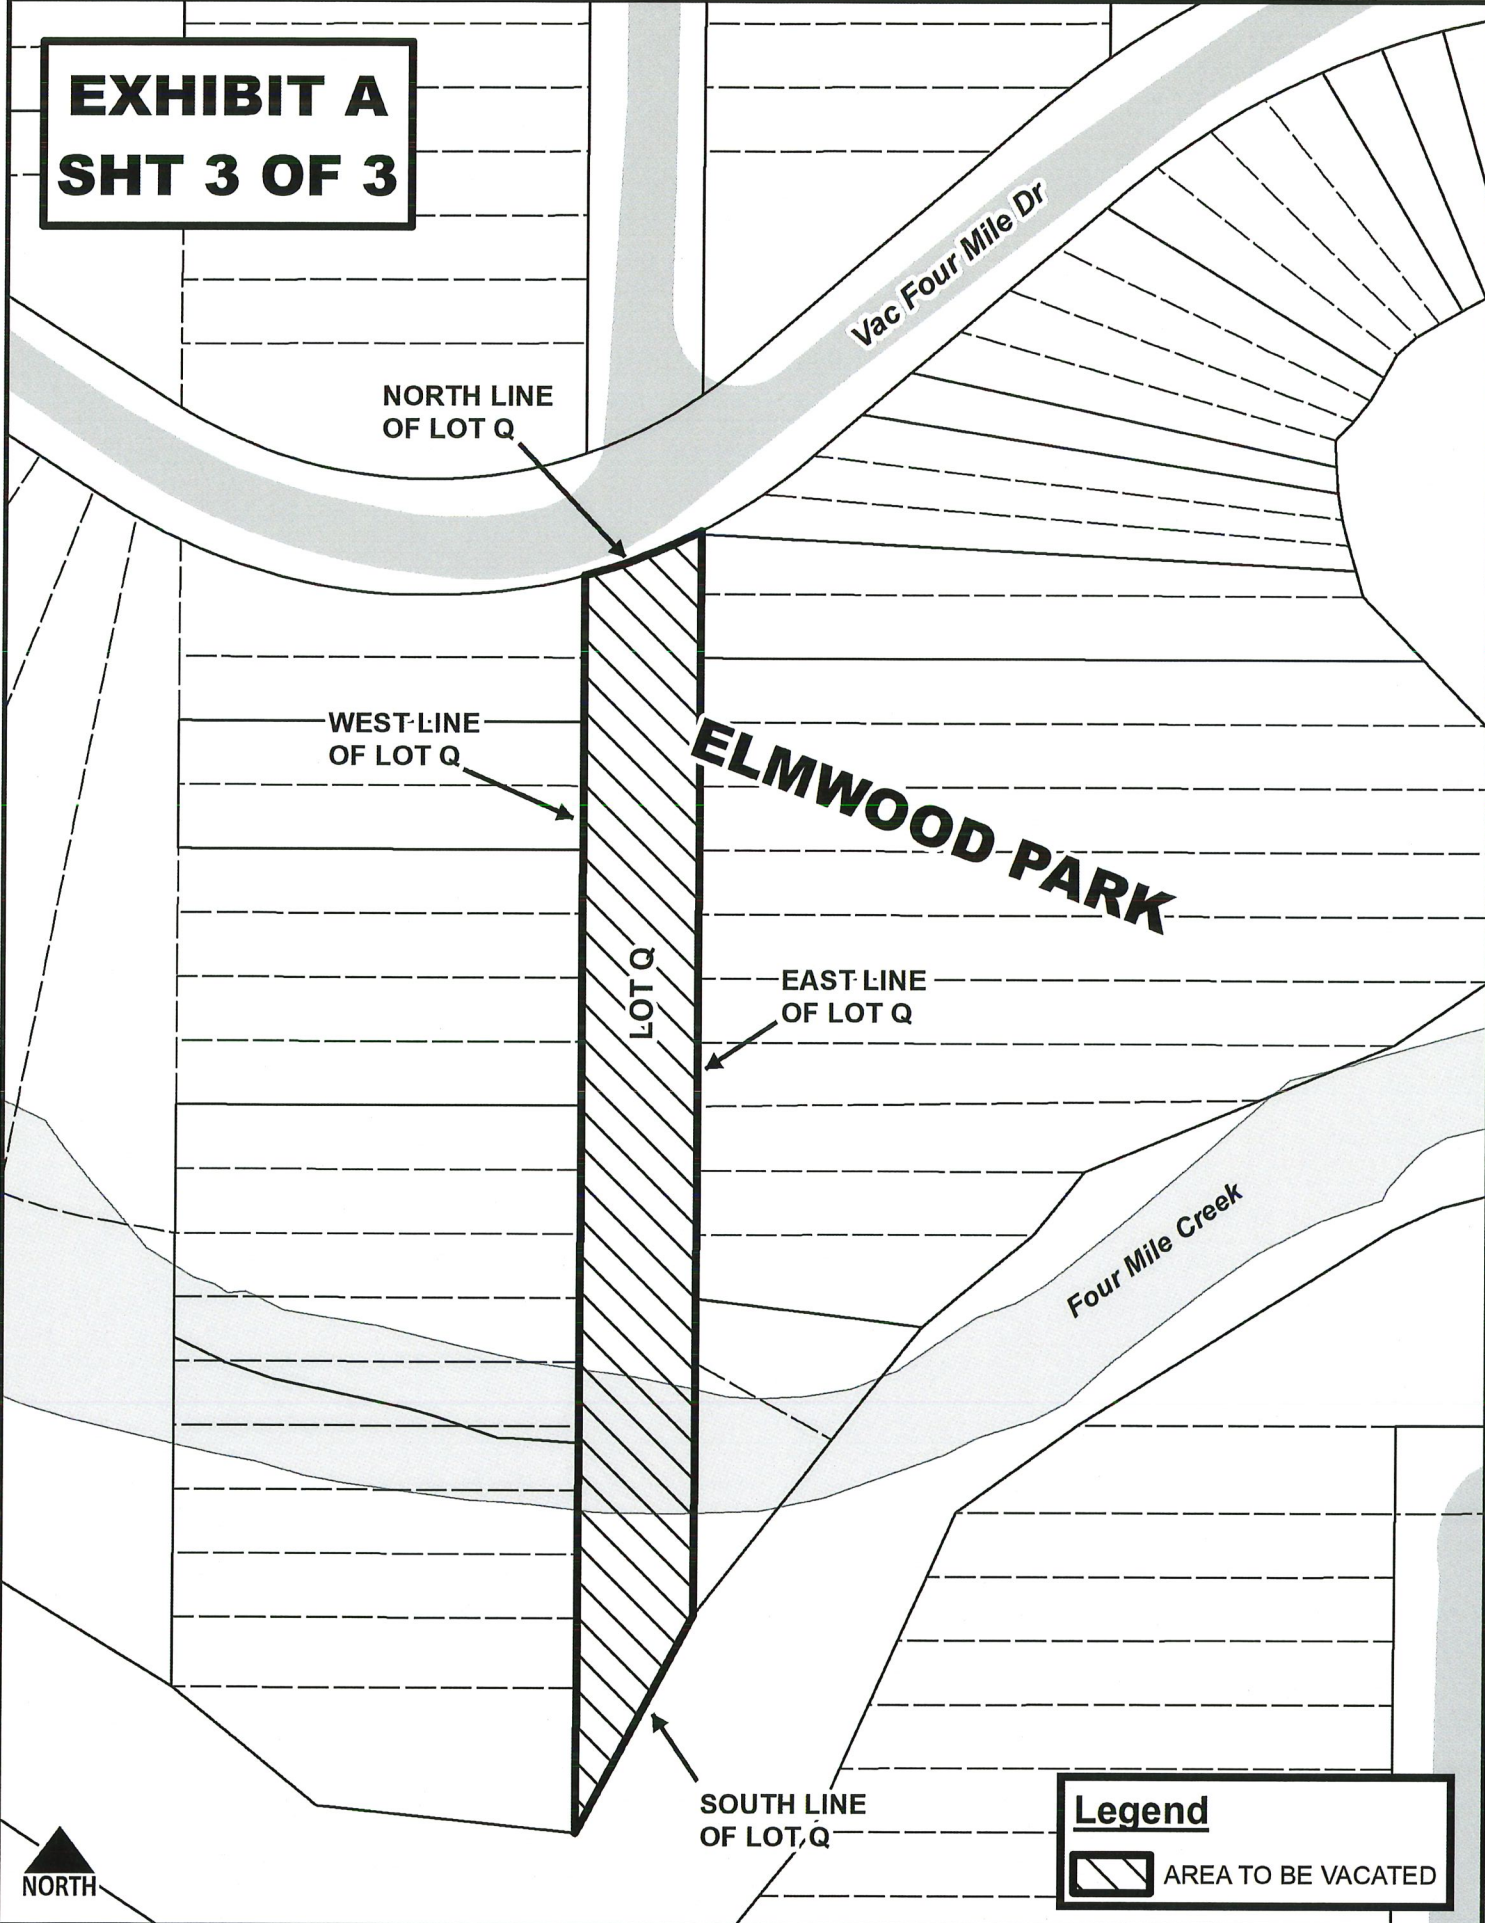 EXHIBIT A
SHT 3 OF 3
Vac Four Mile Dr
NORTH LINE
OF LOT Q
WEST LINE
OF LOT Q
ELMWOOD PARK
LOT Q
EAST LINE
OF LOT Q
Four Mile Creek
SOUTH LINE
OF LOT Q
Legend
AREA TO BE VACATED
NORTH